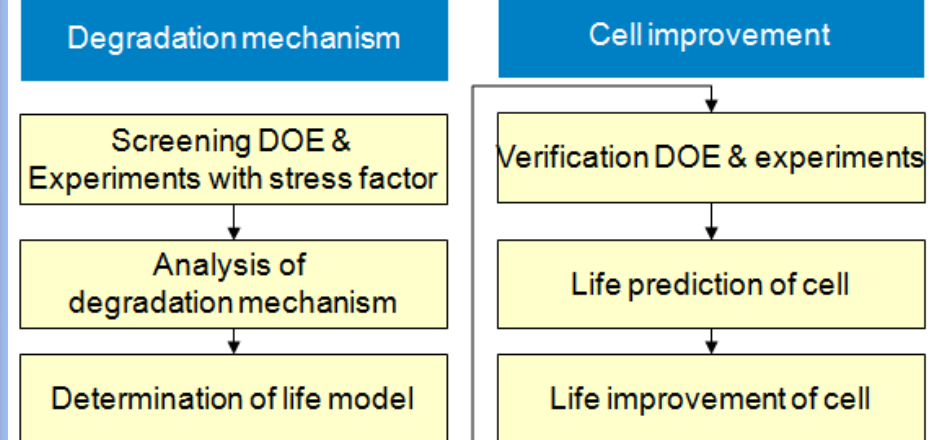 Degradation mechanism
Screening DOE &
Experiments with stress factor
Analysis of
degradation mechanism
Determination of life model
Cell improvement
Verification DOE & experiments
Life prediction of cell
Life improvement of cell